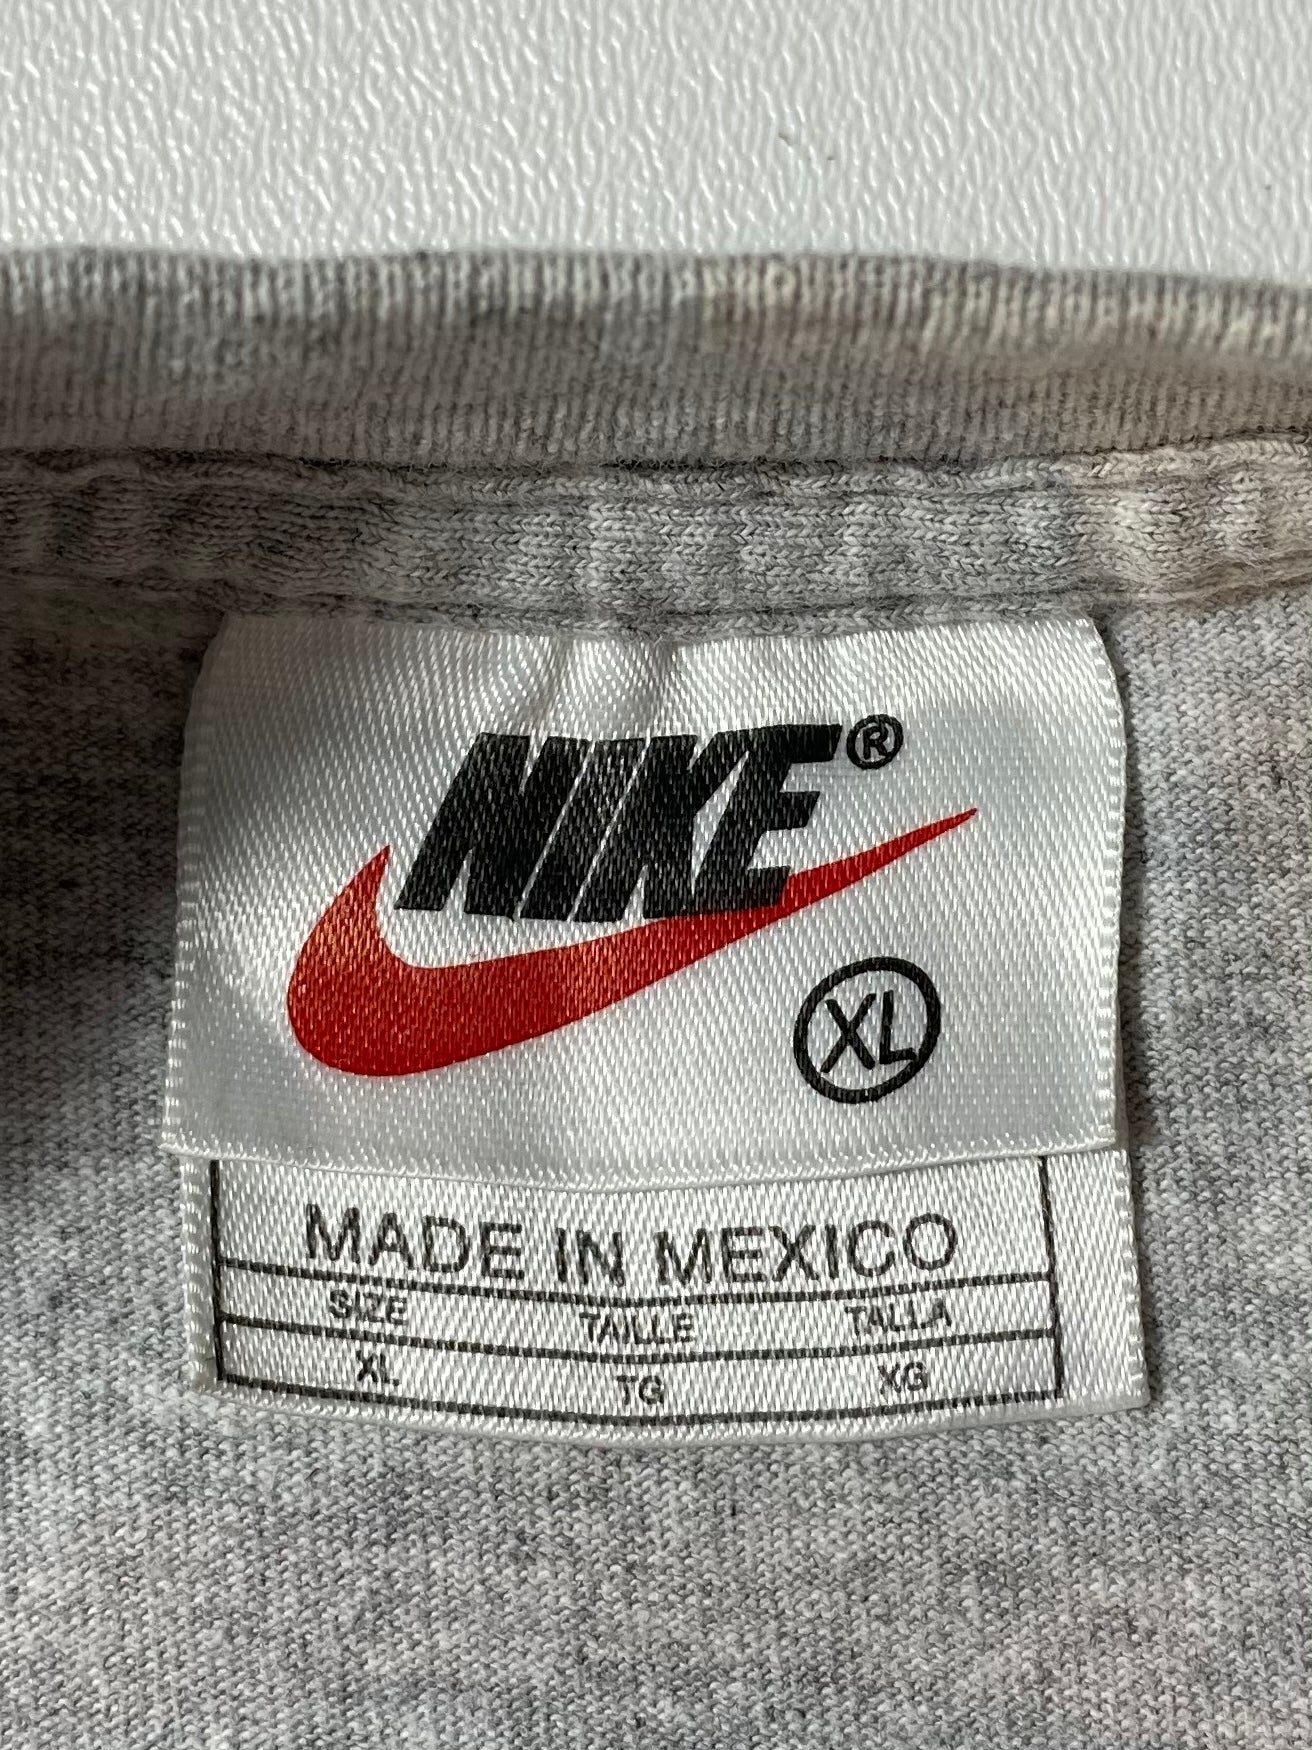 NIKE®
XL
MADE IN MEXICO
SIZE TAILLE TALLA
XL TG XG